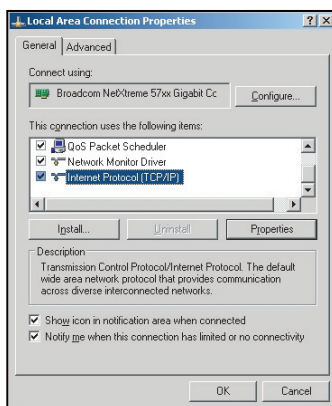 Local Area Connection Properties
General Advanced
Connect using:
Broadcom NetXtreme 57xx Gigabit Cc
Configure...
This connection uses the following items:
QoS Packet Scheduler
Network Monitor Driver
Internet Protocol (TCP/IP)
Install... Uninstall Properties
Description
Transmission Control Protocol/Internet Protocol. The default
wide area network protocol that provides communication
across diverse interconnected networks.
Show icon in notification area when connected
Notify me when this connection has limited or no connectivity
OK Cancel